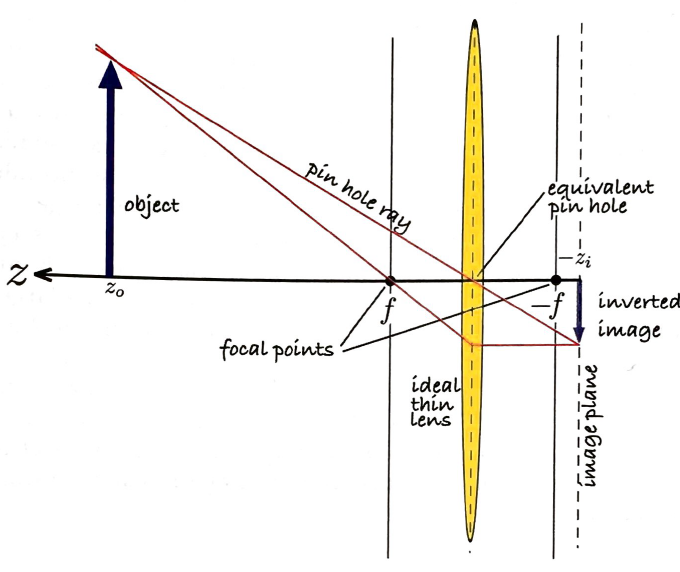 pin hole ray
equivalent
pin hole
object
-z_i
z
z_o
f
-f
inverted
image
focal points
ideal
thin
lens
image plane